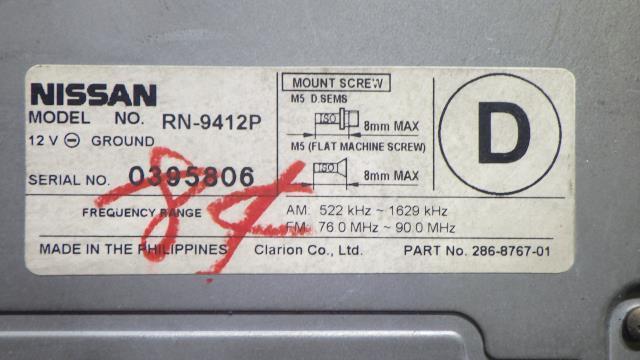 NISSAN
MODEL NO. RN-9412P
12 V ⊖ GROUND
SERIAL NO. 0395806
MOUNT SCREW
M5 D.SEMS
ISO 8mm MAX
M5 (FLAT MACHINE SCREW)
ISO 8mm MAX
D
FREQUENCY RANGE
AM: 522 kHz ~ 1629 kHz
FM: 76.0 MHz ~ 90.0 MHz
MADE IN THE PHILIPPINES Clarion Co., Ltd. PART No. 286-8767-01